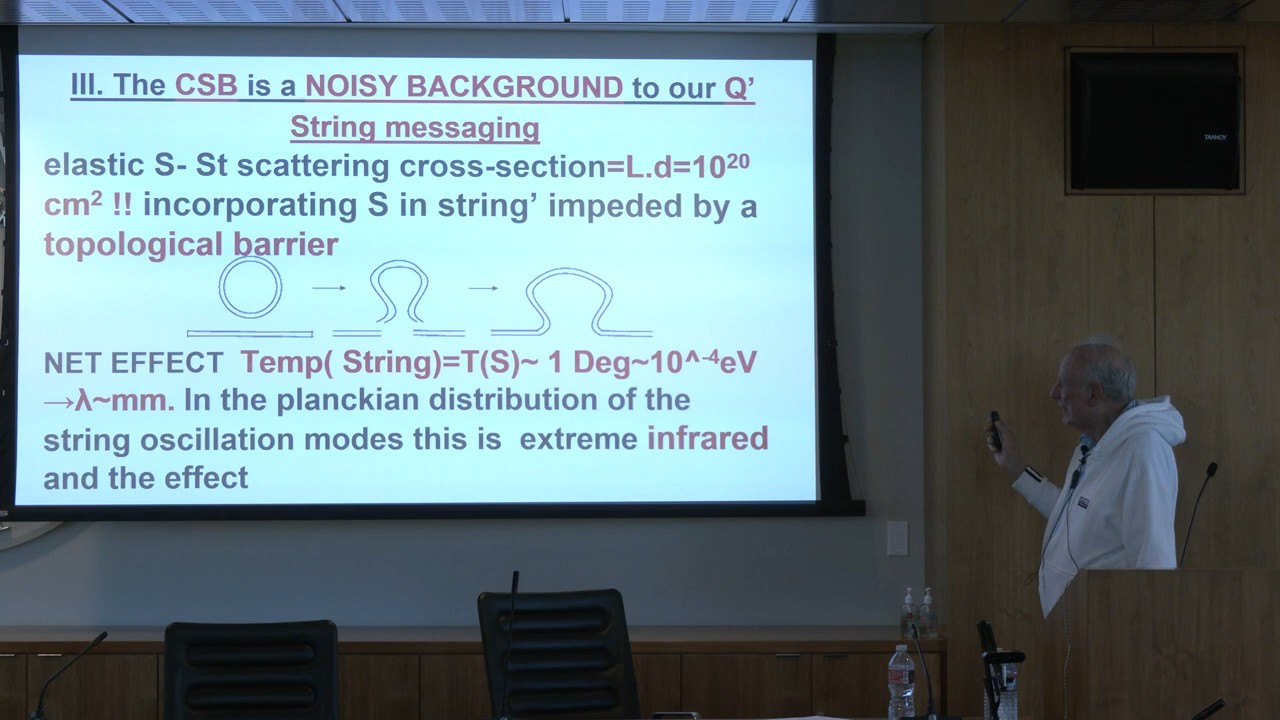 III. The CSB is a NOISY BACKGROUND to our Q’
String messaging
elastic S- St scattering cross-section=L.d=10²⁰
cm² !! incorporating S in string’ impeded by a
topological barrier
NET EFFECT Temp( String)=T(S)~ 1 Deg~10^⁻⁴eV
→λ~mm. In the planckian distribution of the
string oscillation modes this is extreme infrared
and the effect
TANNOY